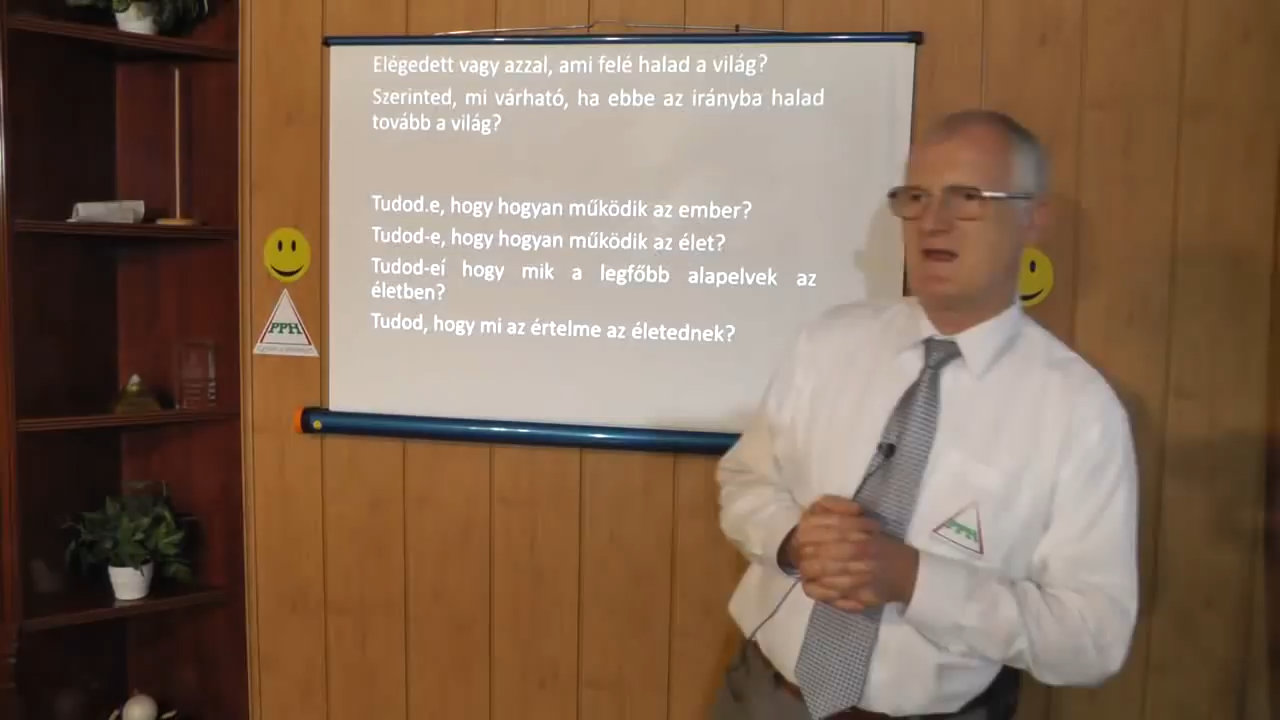 Elégedett vagy azzal, ami felé halad a világ?
Szerinted, mi várható, ha ebbe az irányba halad
tovább a világ?
Tudod.e, hogy hogyan működik az ember?
Tudod-e, hogy hogyan működik az élet?
Tudod-eí hogy mik a legfőbb alapelvek az
életben?
Tudod, hogy mi az értelme az életednek?
PPH
PPH